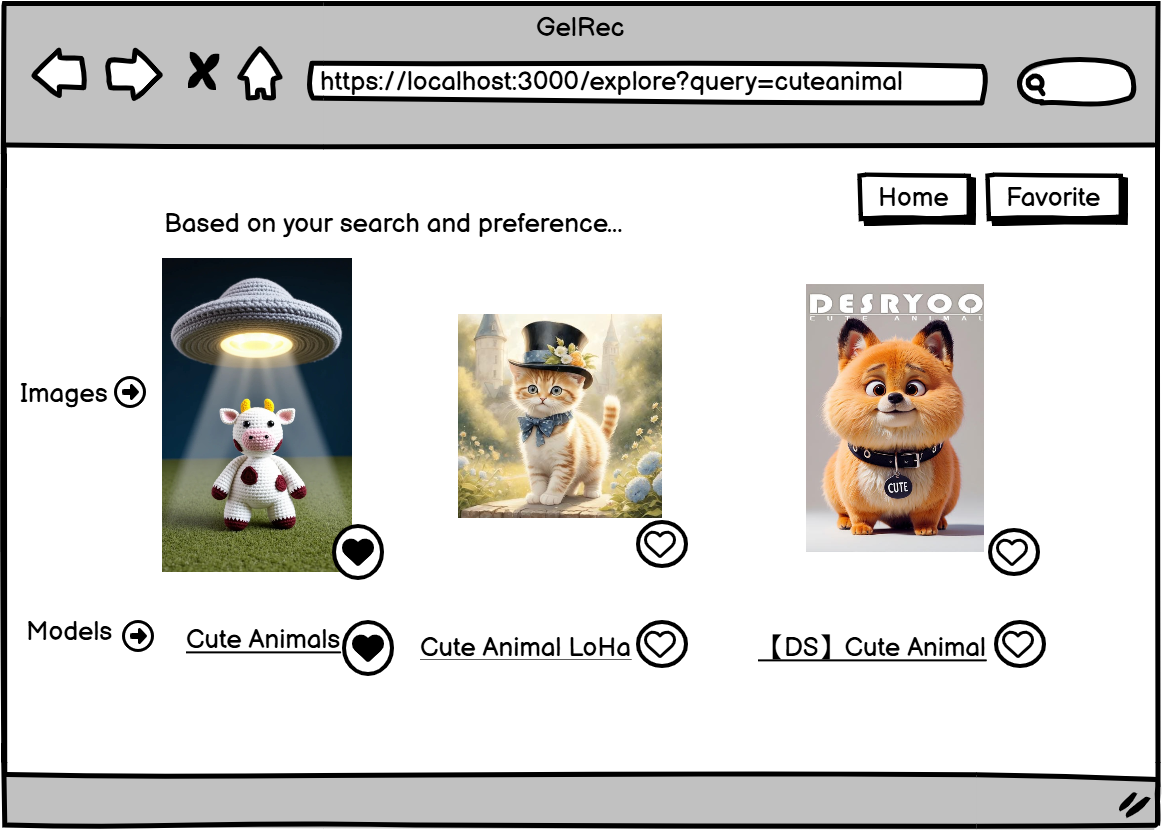 GelRec
https://localhost:3000/explore?query=cuteanimal
Home
Favorite
Based on your search and preference...
DESRYOO
CUTE ANIMAL
CUTE
Images
Models
Cute Animals
Cute Animal LoHa
【DS】Cute Animal